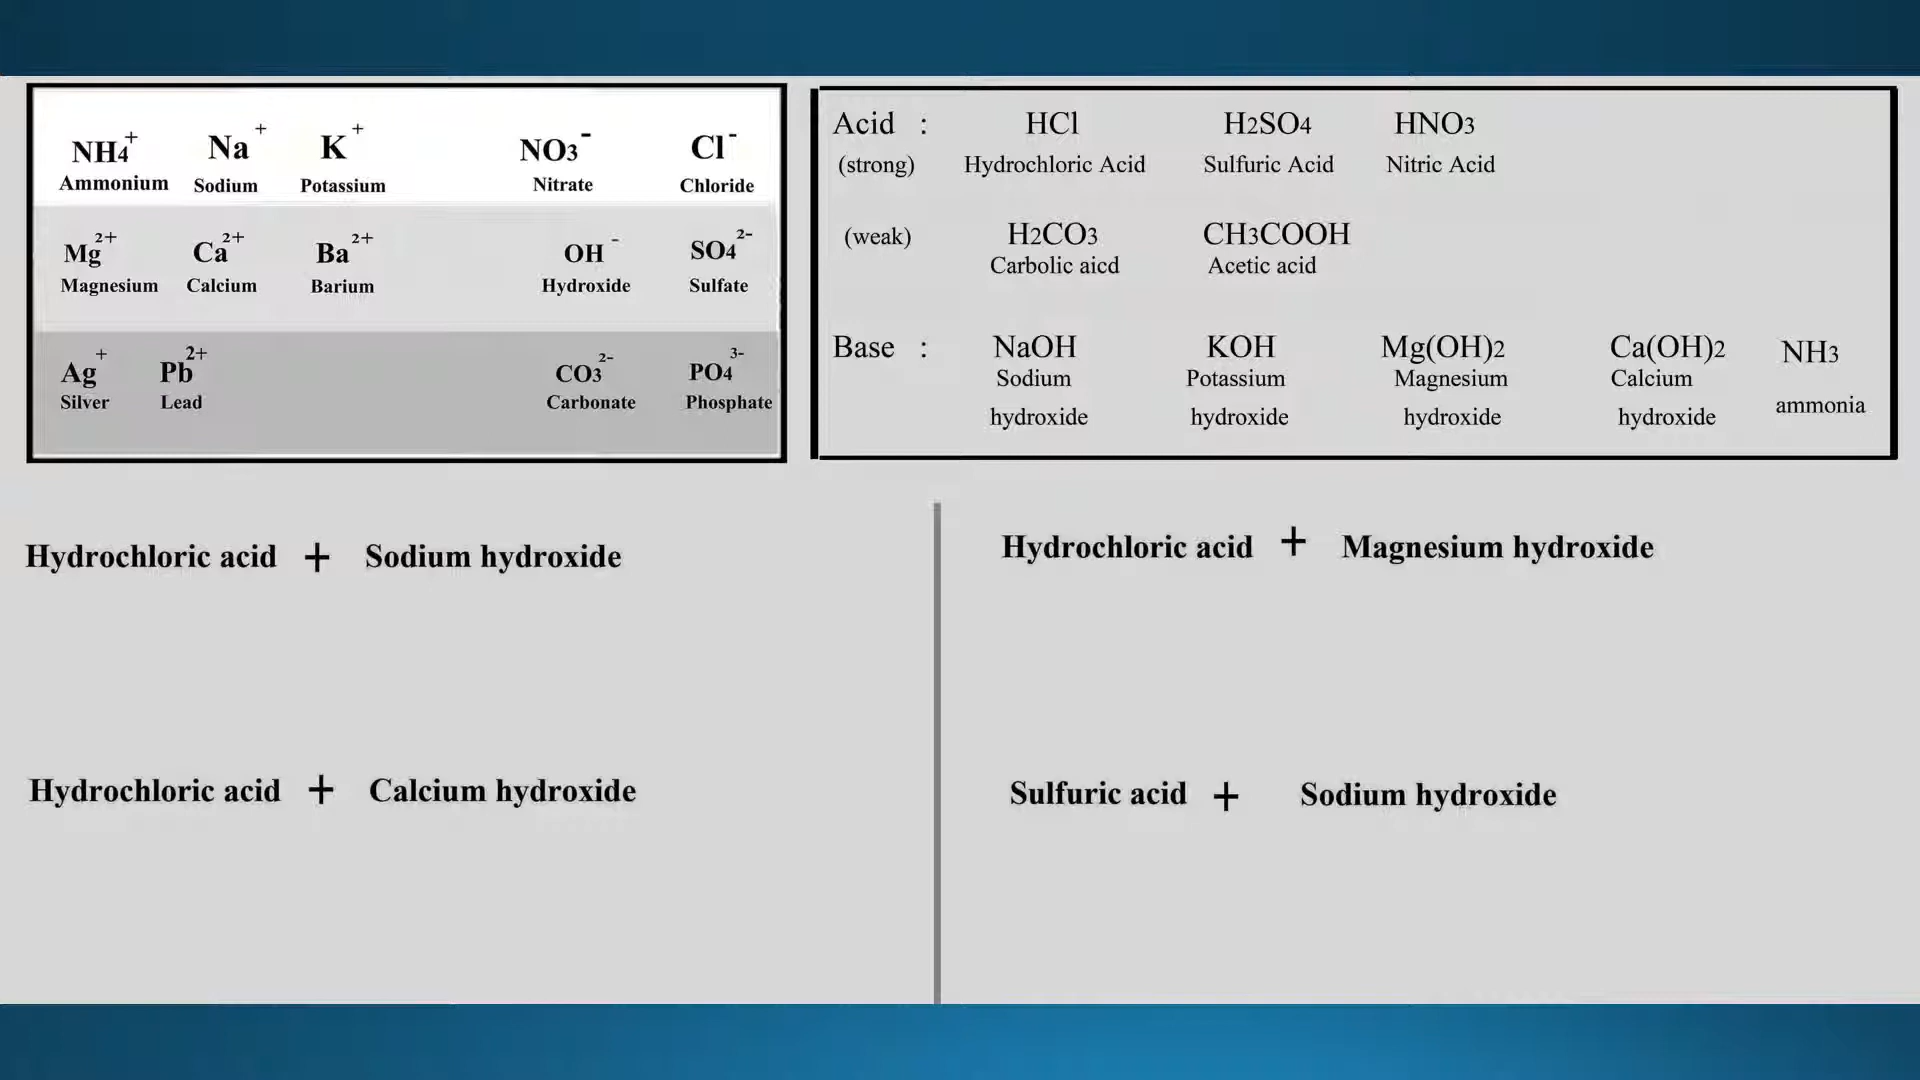 NH4+ Na+ K+ NO3- Cl-
Ammonium Sodium Potassium Nitrate Chloride
Mg2+ Ca2+ Ba2+ OH- SO42-
Magnesium Calcium Barium Hydroxide Sulfate
Ag+ Pb2+ CO32- PO43-
Silver Lead Carbonate Phosphate
Acid : HCl H2SO4 HNO3
(strong) Hydrochloric Acid Sulfuric Acid Nitric Acid
(weak) H2CO3 CH3COOH
Carbolic aicd Acetic acid
Base : NaOH KOH Mg(OH)2 Ca(OH)2 NH3
Sodium Potassium Magnesium Calcium
hydroxide hydroxide hydroxide hydroxide ammonia
Hydrochloric acid + Sodium hydroxide
Hydrochloric acid + Magnesium hydroxide
Hydrochloric acid + Calcium hydroxide
Sulfuric acid + Sodium hydroxide